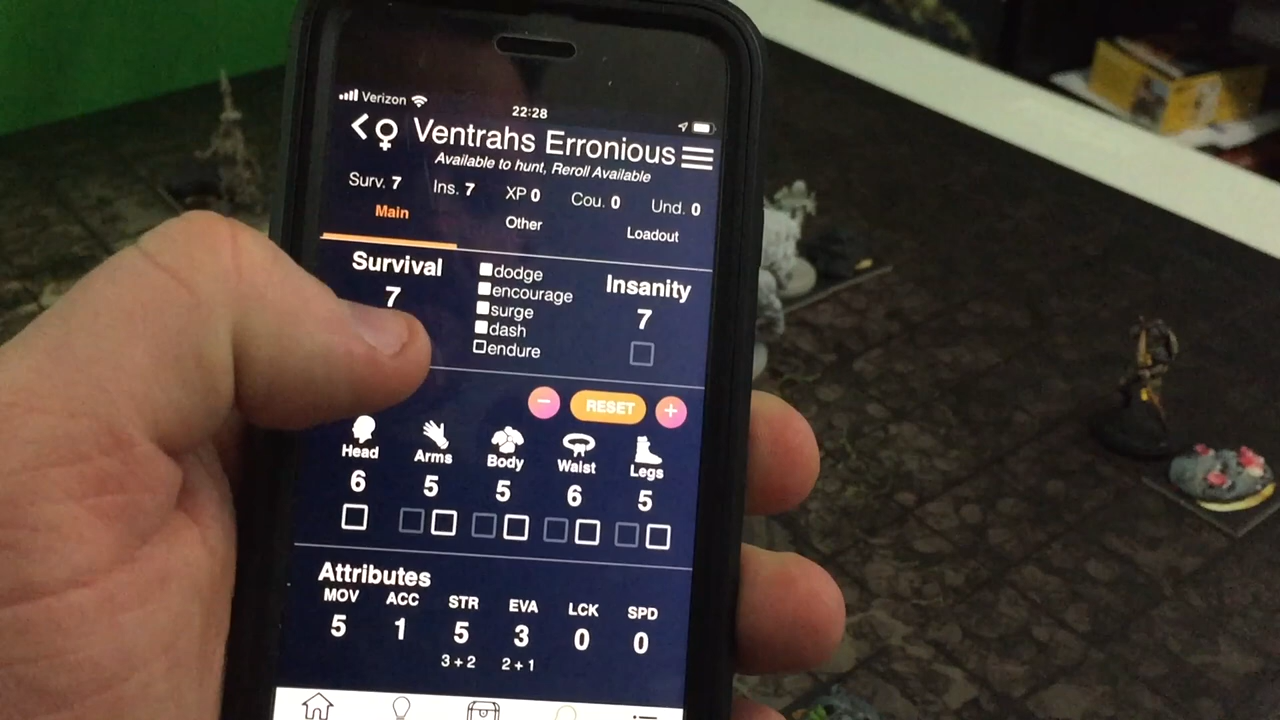 Verizon
22:28
Ventrahs Erronious
Available to hunt, Reroll Available
Surv. 7 Ins. 7 XP 0 Cou. 0 Und. 0
Main Other Loadout
Survival
7
dodge
encourage
surge
dash
endure
Insanity
7
− RESET +
Head Arms Body Waist Legs
6 5 5 6 5
Attributes
MOV ACC STR EVA LCK SPD
5 1 5 3 0 0
3 + 2 2 + 1